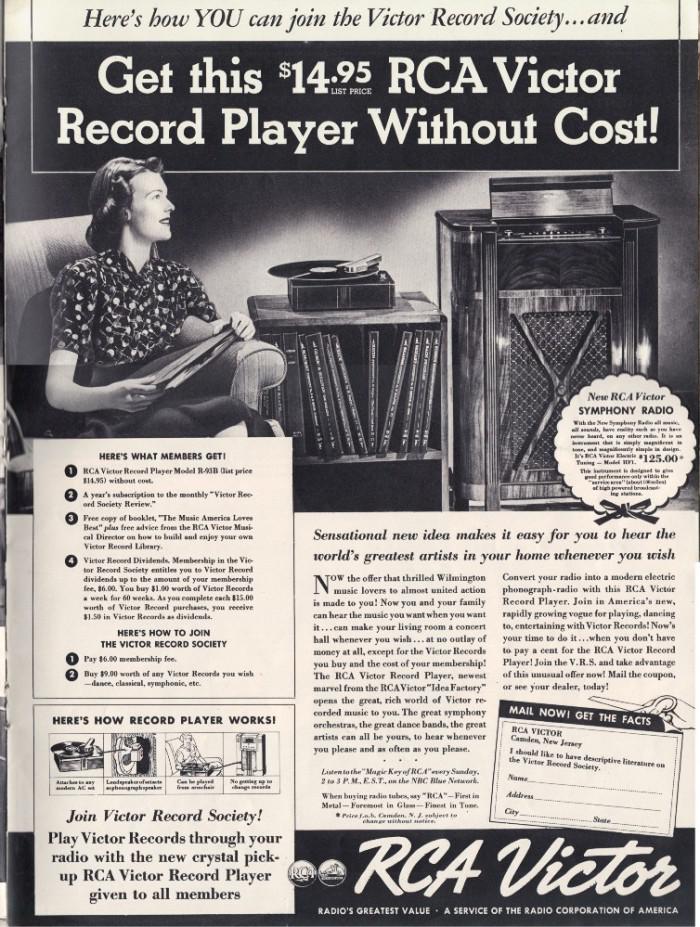 Here's how YOU can join the Victor Record Society...and
Get this $14.95 RCA Victor
LIST PRICE
Record Player Without Cost!
New RCA Victor
SYMPHONY RADIO
With the New Symphony Radio all music,
all sounds, have reality such as you have
never heard, on any other radio. It is an
instrument that is simply magnificent in
tone, and magnificently simple in design.
It's RCA Victor Electric $125.00*
Tuning — Model HF1.
This instrument is designed to give
good performance only within the
"service area" (about 100 miles)
of high powered broadcast-
ing stations.
HERE'S WHAT MEMBERS GET!
1 RCA Victor Record Player Model R-93B (list price
$14.95) without cost.
2 A year's subscription to the monthly "Victor Rec-
ord Society Review."
3 Free copy of booklet, "The Music America Loves
Best" plus free advice from the RCA Victor Musi-
cal Director on how to build and enjoy your own
Victor Record Library.
4 Victor Record Dividends. Membership in the Vic-
tor Record Society entitles you to Victor Record
dividends up to the amount of your membership
fee, $6.00. You buy $1.00 worth of Victor Records
a week for 60 weeks. As you complete each $15.00
worth of Victor Record purchases, you receive
$1.50 in Victor Records as dividends.
HERE'S HOW TO JOIN
THE VICTOR RECORD SOCIETY
1 Pay $6.00 membership fee.
2 Buy $9.00 worth of any Victor Records you wish
—dance, classical, symphonic, etc.
HERE'S HOW RECORD PLAYER WORKS!
Attaches to any
modern AC set
Loudspeaker of set acts
as phonograph speaker
Can be played
from armchair
No getting up to
change records
Join Victor Record Society!
Play Victor Records through your
radio with the new crystal pick-
up RCA Victor Record Player
given to all members
Sensational new idea makes it easy for you to hear the
world's greatest artists in your home whenever you wish
NOW the offer that thrilled Wilmington
music lovers to almost united action
is made to you! Now you and your family
can hear the music you want when you want
it...can make your living room a concert
hall whenever you wish...at no outlay of
money at all, except for the Victor Records
you buy and the cost of your membership!
The RCA Victor Record Player, newest
marvel from the RCA Victor "Idea Factory"
opens the great, rich world of Victor re-
corded music to you. The great symphony
orchestras, the great dance bands, the great
artists can all be yours, to hear whenever
you please and as often as you please.
. . .
Listen to the "Magic Key of RCA" every Sunday,
2 to 3 P.M., E.S.T., on the NBC Blue Network.
When buying radio tubes, say "RCA"—First in
Metal—Foremost in Glass—Finest in Tone.
* Price f.o.b. Camden, N. J. subject to
change without notice.
Convert your radio into a modern electric
phonograph-radio with this RCA Victor
Record Player. Join in America's new,
rapidly growing vogue for playing, dancing
to, entertaining with Victor Records! Now's
your time to do it...when you don't have
to pay a cent for the RCA Victor Record
Player! Join the V.R.S. and take advantage
of this unusual offer now! Mail the coupon,
or see your dealer, today!
MAIL NOW! GET THE FACTS
RCA VICTOR
Camden, New Jersey
I should like to have descriptive literature on
the Victor Record Society.
Name
Address
City State
RCA
RCA Victor
RADIO'S GREATEST VALUE · A SERVICE OF THE RADIO CORPORATION OF AMERICA